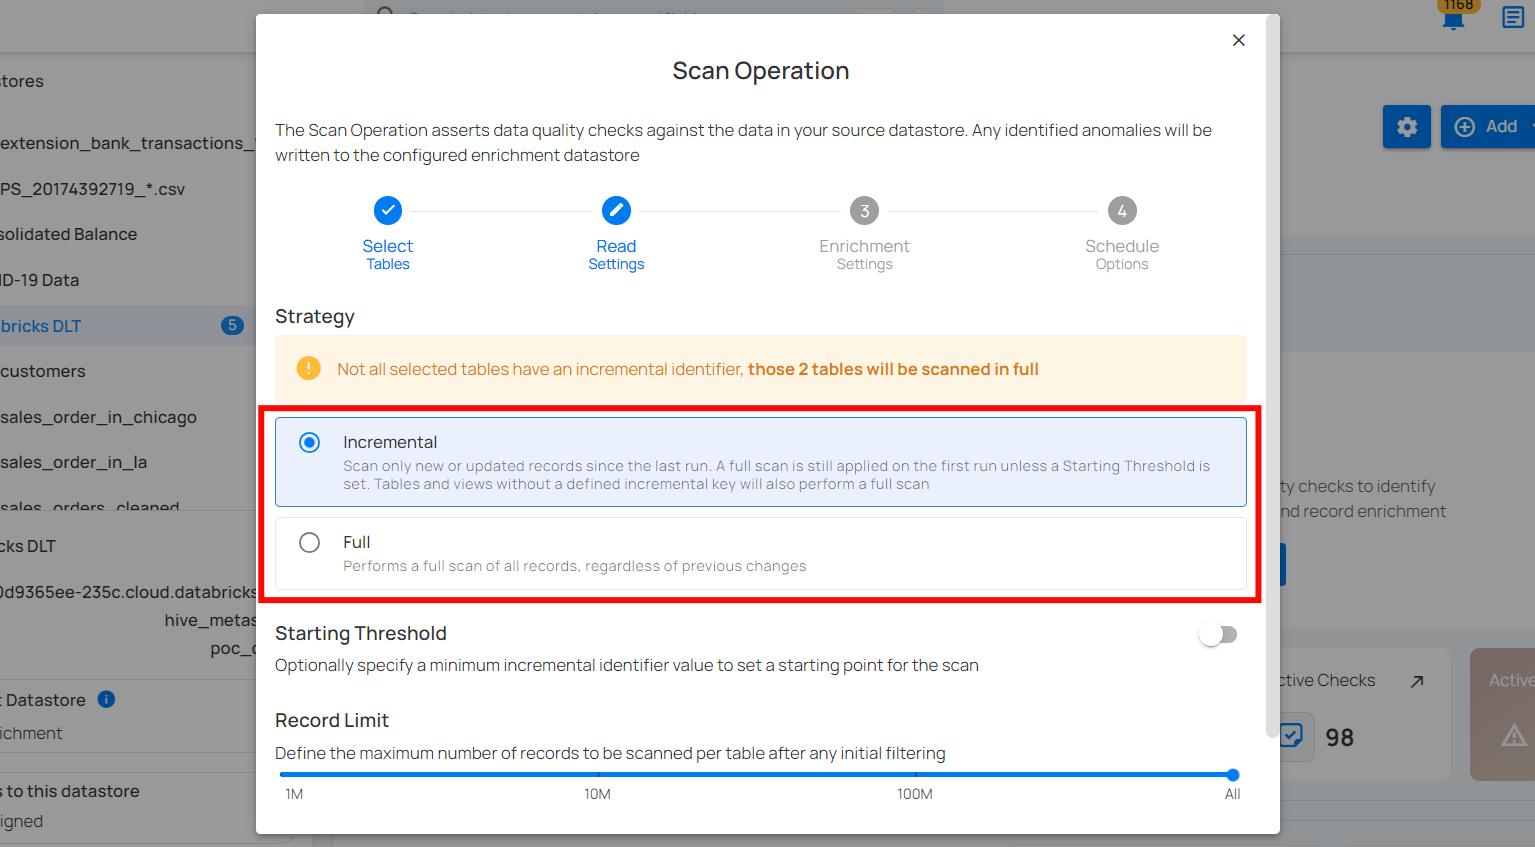 1168
tores
extension_bank_transactions_
PS_20174392719_*.csv
solidated Balance
ID-19 Data
bricks DLT
5
customers
sales_order_in_chicago
sales_order_in_la
sales_orders_cleaned
cks DLT
0d9365ee-235c.cloud.databricks
hive_metas
poc_c
t Datastore
ichment
s to this datastore
igned
Scan Operation
The Scan Operation asserts data quality checks against the data in your source datastore. Any identified anomalies will be
written to the configured enrichment datastore
Select
Tables
Read
Settings
3
Enrichment
Settings
4
Schedule
Options
Strategy
Not all selected tables have an incremental identifier, those 2 tables will be scanned in full
Incremental
Scan only new or updated records since the last run. A full scan is still applied on the first run unless a Starting Threshold is
set. Tables and views without a defined incremental key will also perform a full scan
Full
Performs a full scan of all records, regardless of previous changes
Starting Threshold
Optionally specify a minimum incremental identifier value to set a starting point for the scan
Record Limit
Define the maximum number of records to be scanned per table after any initial filtering
1M 10M 100M All
Add
ty checks to identify
nd record enrichment
ctive Checks
98
Active